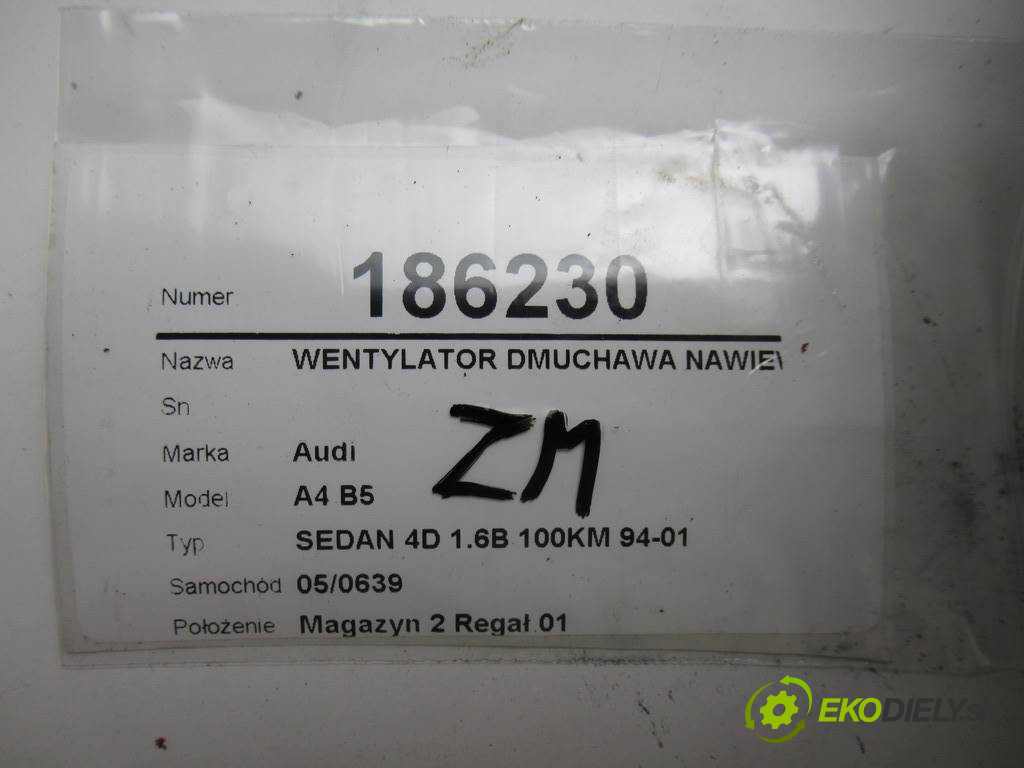 Numer 186230
Nazwa WENTYLATOR DMUCHAWA NAWIEW
Sn
ZM
Marka Audi
Model A4 B5
Typ SEDAN 4D 1.6B 100KM 94-01
Samochód 05/0639
Położenie Magazyn 2 Regał 01
EKODIELY.sk